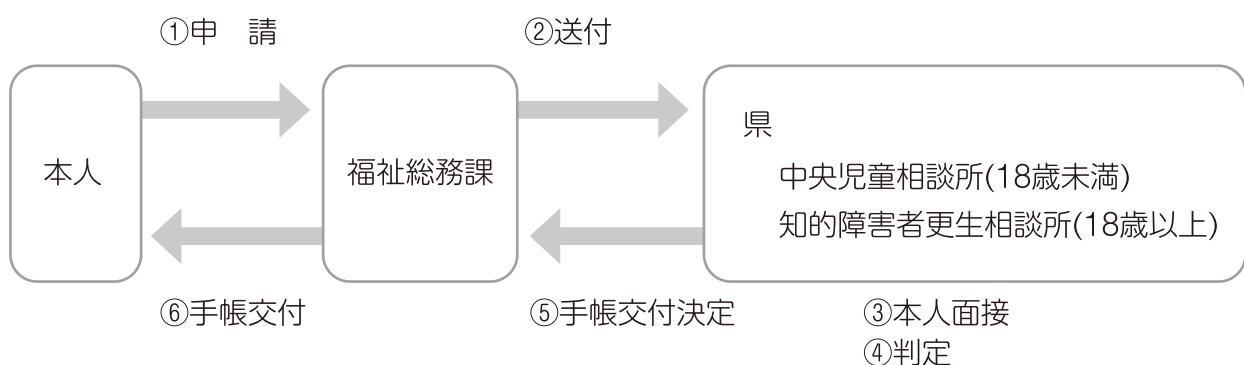 ①申　請
②送付
本人
福祉総務課
県
中央児童相談所(18歳未満)
知的障害者更生相談所(18歳以上)
⑥手帳交付
⑤手帳交付決定
③本人面接
④判定